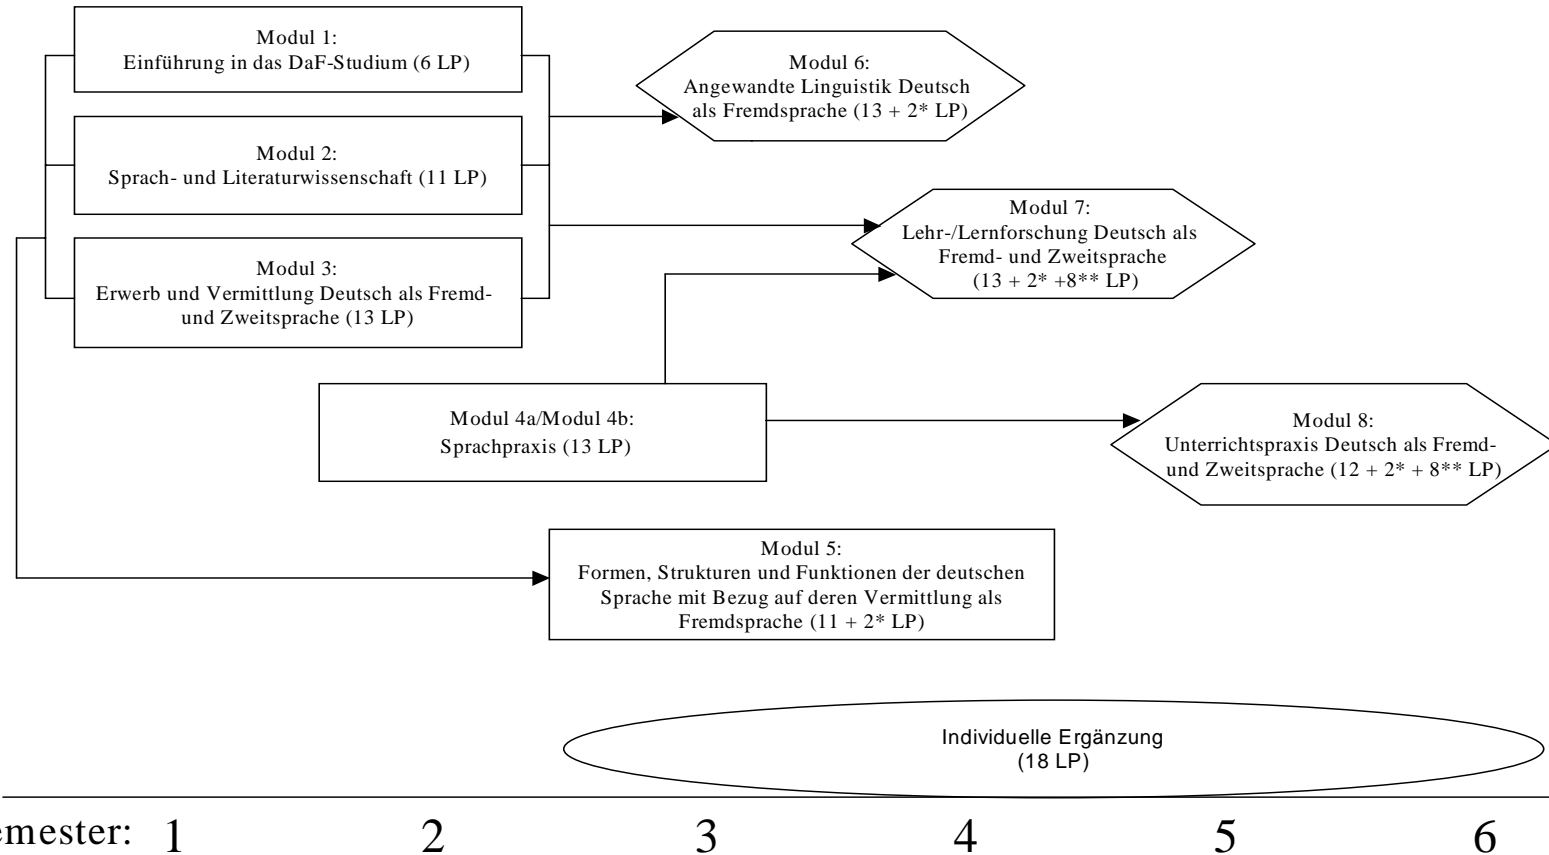 Modul 1:
Einführung in das DaF-Studium (6 LP)
Modul 2:
Sprach- und Literaturwissenschaft (11 LP)
Modul 3:
Erwerb und Vermittlung Deutsch als Fremd-
und Zweitsprache (13 LP)
Modul 6:
Angewandte Linguistik Deutsch
als Fremdsprache (13 + 2* LP)
Modul 7:
Lehr-/Lernforschung Deutsch als
Fremd- und Zweitsprache
(13 + 2* +8** LP)
Modul 4a/Modul 4b:
Sprachpraxis (13 LP)
Modul 8:
Unterrichtspraxis Deutsch als Fremd-
und Zweitsprache (12 + 2* + 8** LP)
Modul 5:
Formen, Strukturen und Funktionen der deutschen
Sprache mit Bezug auf deren Vermittlung als
Fremdsprache (11 + 2* LP)
Individuelle Ergänzung
(18 LP)
emester: 1 2 3 4 5 6